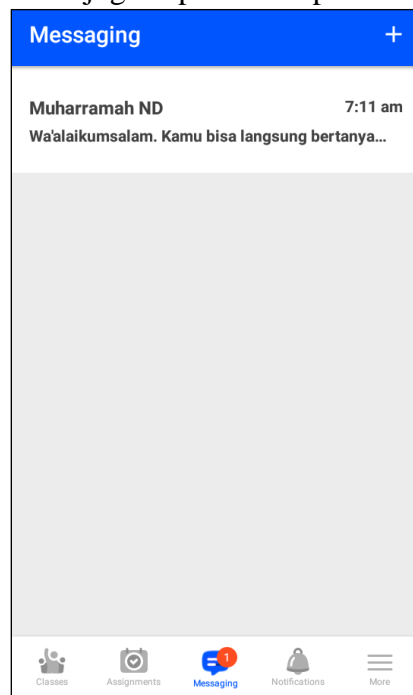 Messaging +
Muharramah ND 7:11 am
Wa'alaikumsalam. Kamu bisa langsung bertanya...
1
Classes Assignments Messaging Notifications More